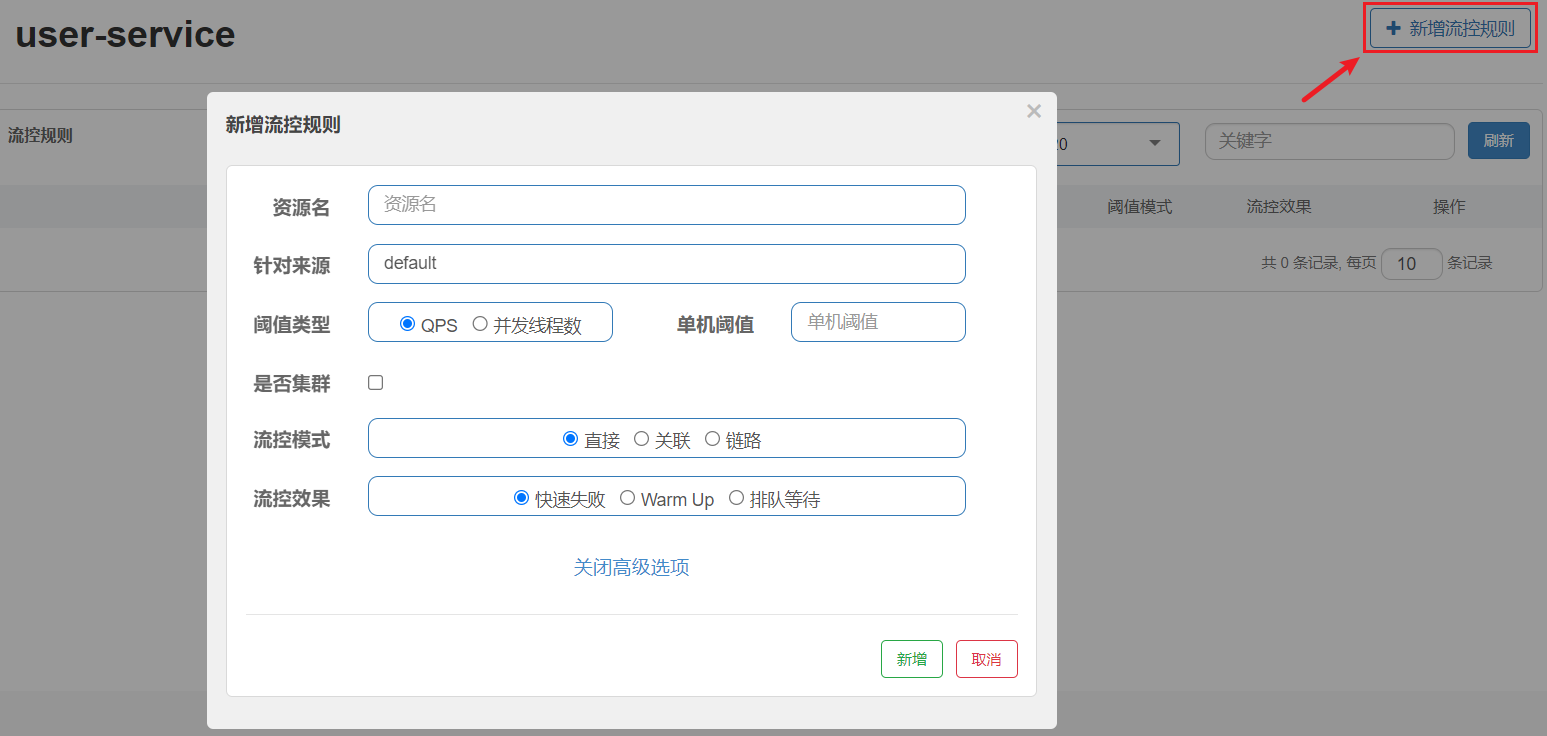 user-service
新增流控规则
流控规则
20
关键字
刷新
阈值模式 流控效果 操作
共 0 条记录, 每页 10 条记录
新增流控规则
资源名 资源名
针对来源 default
阈值类型 QPS 并发线程数 单机阈值 单机阈值
是否集群
流控模式 直接 关联 链路
流控效果 快速失败 Warm Up 排队等待
关闭高级选项
新增 取消